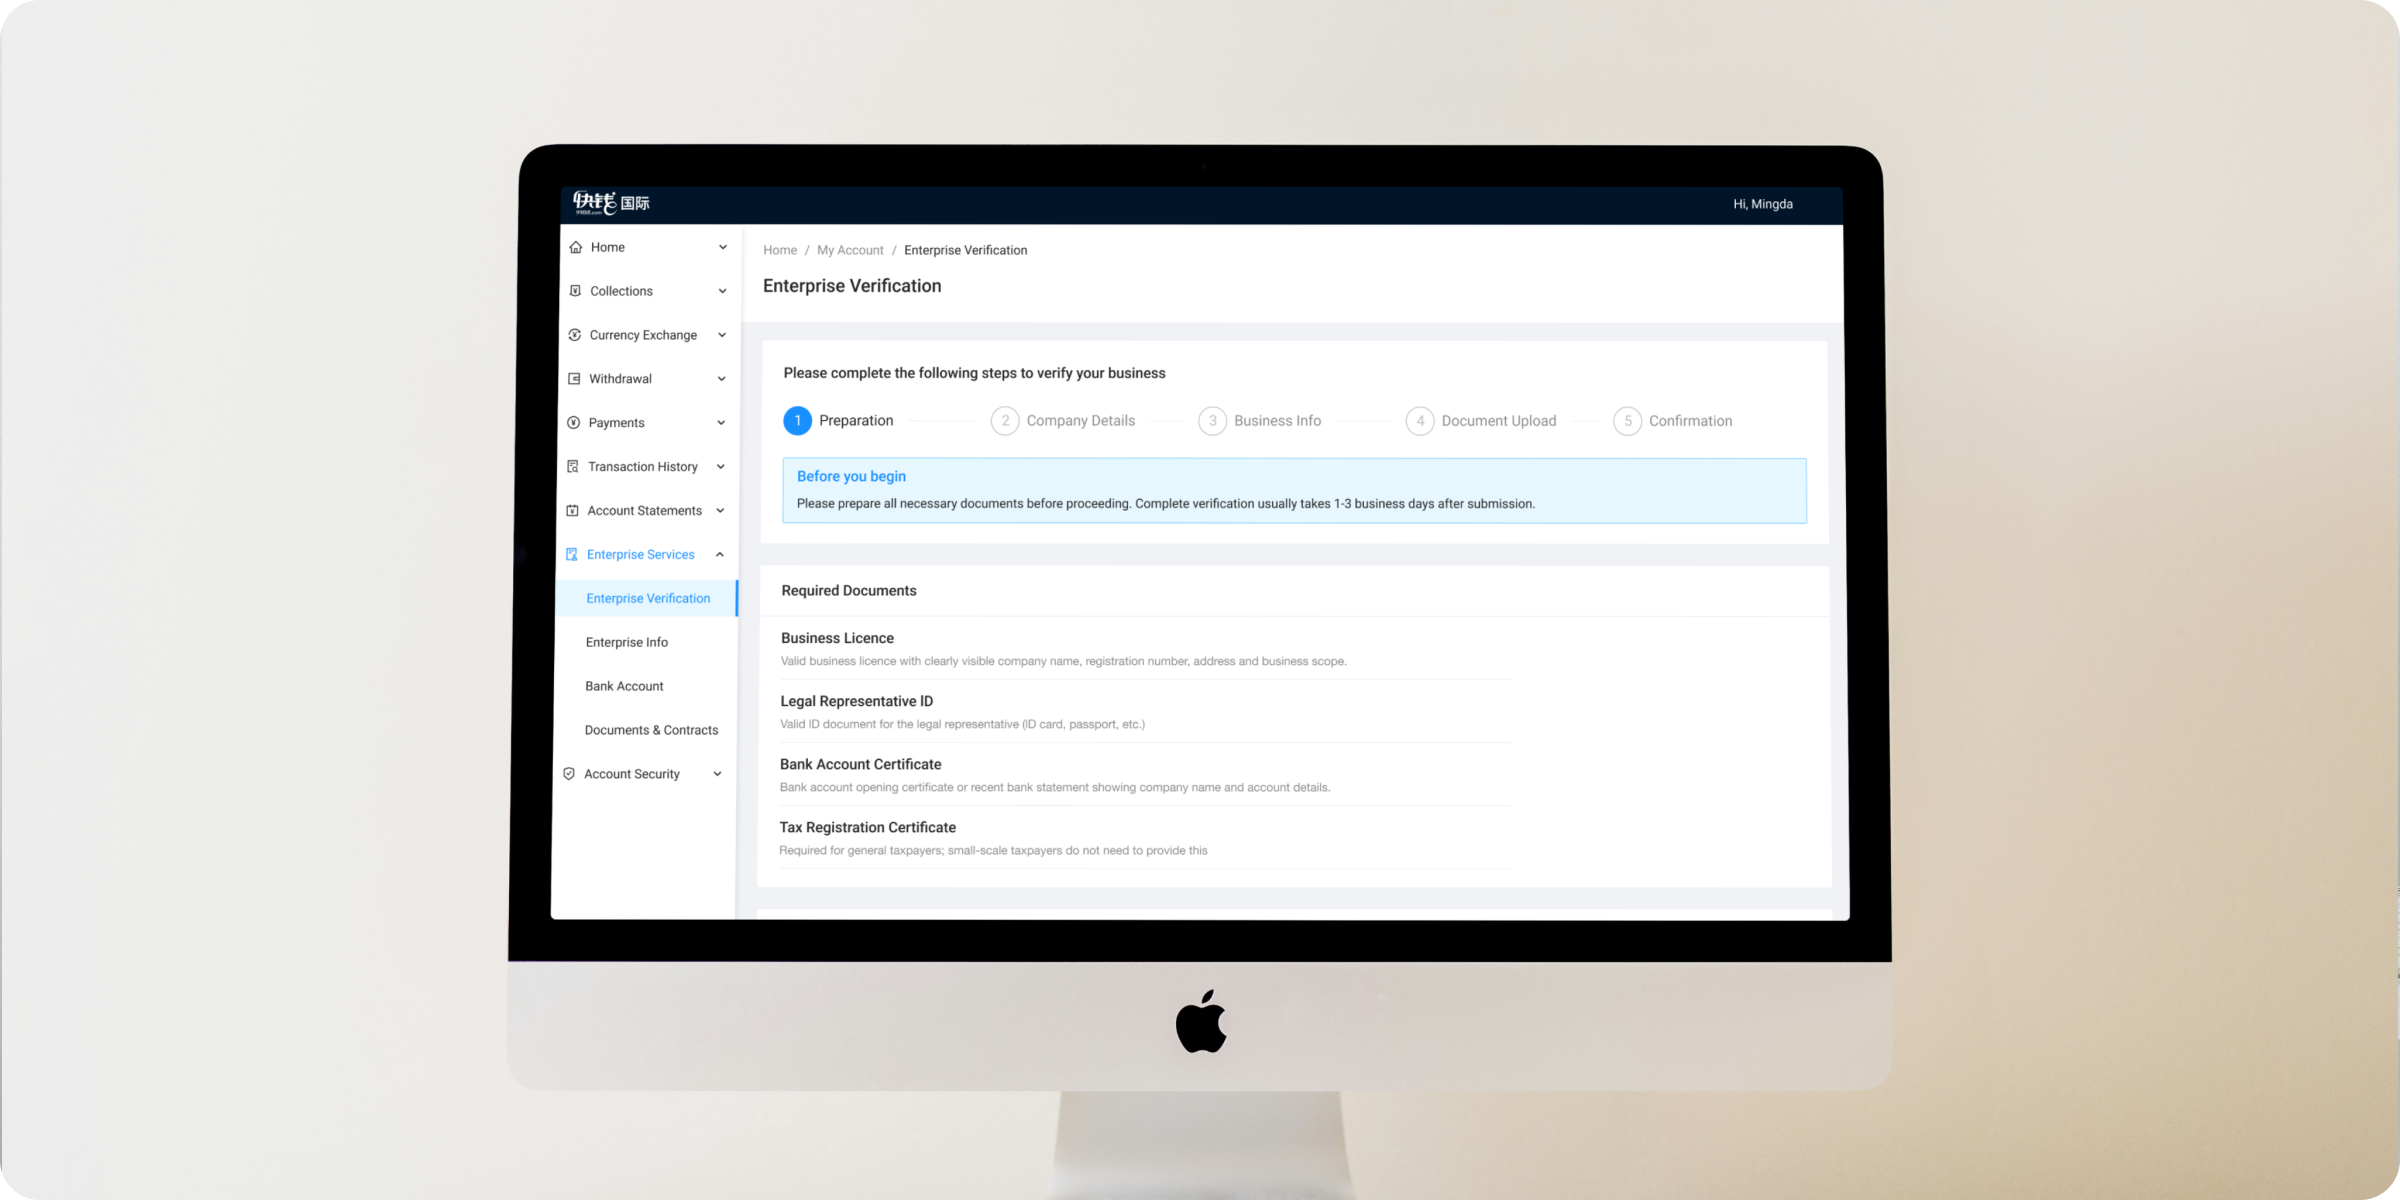 快钱 国际
99Bill.com
Hi, Mingda
Home
Collections
Currency Exchange
Withdrawal
Payments
Transaction History
Account Statements
Enterprise Services
Enterprise Verification
Enterprise Info
Bank Account
Documents & Contracts
Account Security
Home / My Account / Enterprise Verification
Enterprise Verification
Please complete the following steps to verify your business
1 Preparation 2 Company Details 3 Business Info 4 Document Upload 5 Confirmation
Before you begin
Please prepare all necessary documents before proceeding. Complete verification usually takes 1-3 business days after submission.
Required Documents
Business Licence
Valid business licence with clearly visible company name, registration number, address and business scope.
Legal Representative ID
Valid ID document for the legal representative (ID card, passport, etc.)
Bank Account Certificate
Bank account opening certificate or recent bank statement showing company name and account details.
Tax Registration Certificate
Required for general taxpayers; small-scale taxpayers do not need to provide this